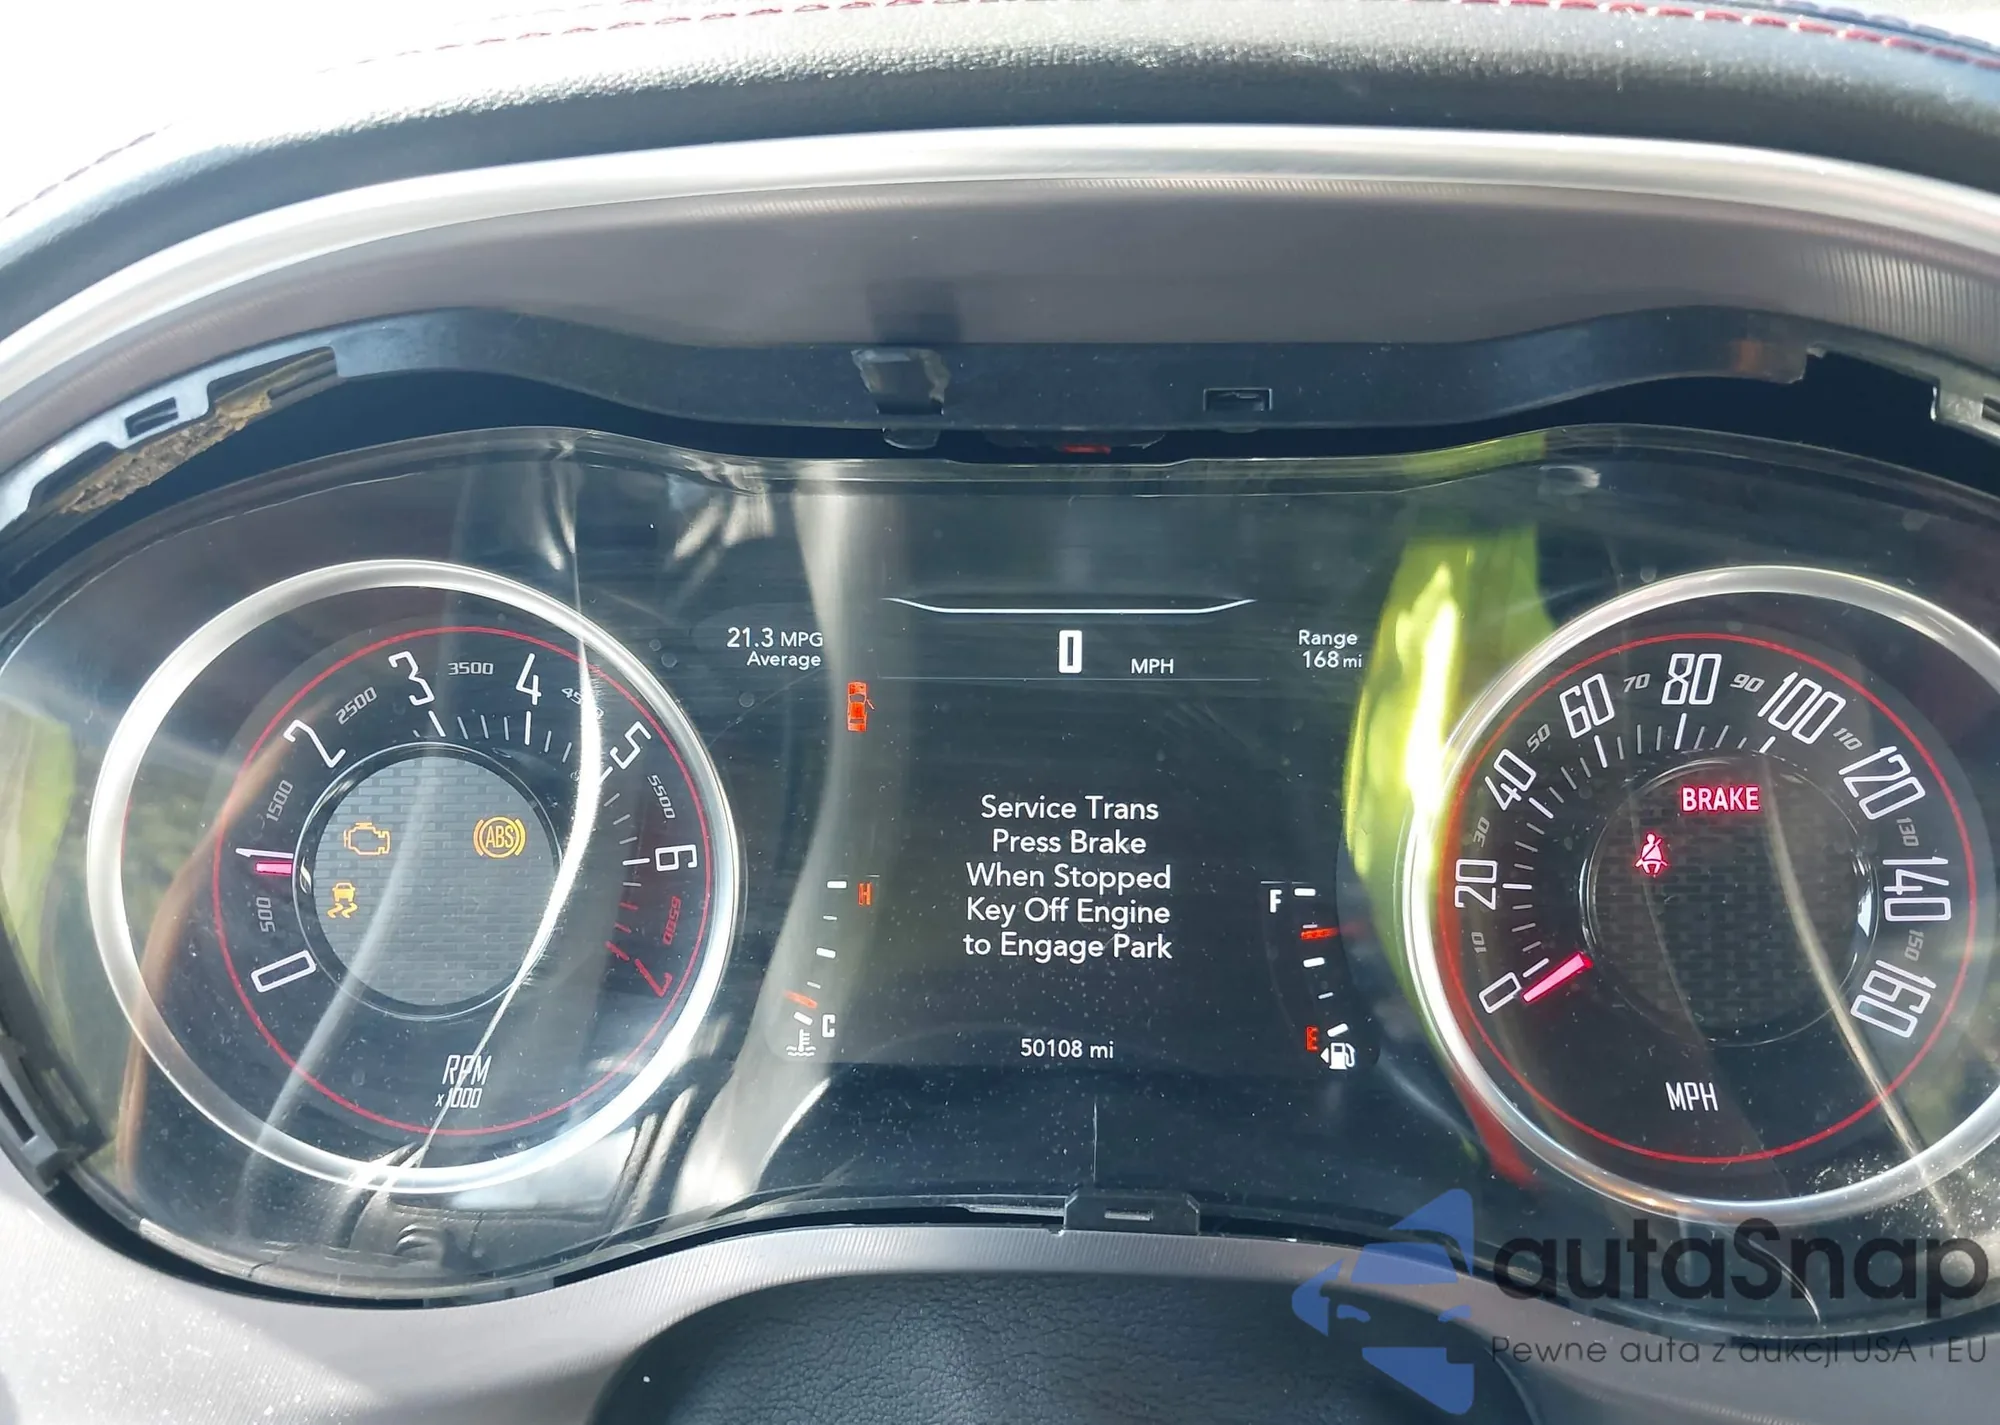 21.3 MPG
Average
0 MPH
Range
168 mi
Service Trans
Press Brake
When Stopped
Key Off Engine
to Engage Park
50108 mi
H
C
F
E
0
500
1
1500
2
2500
3
3500
4
5
5500
6
6500
7
RPM
x1000
ABS
BRAKE
0
10
20
30
40
50
60
70
80
90
100
110
120
130
140
150
160
MPH
autaSnap
Pewne auta z aukcji USA i EU